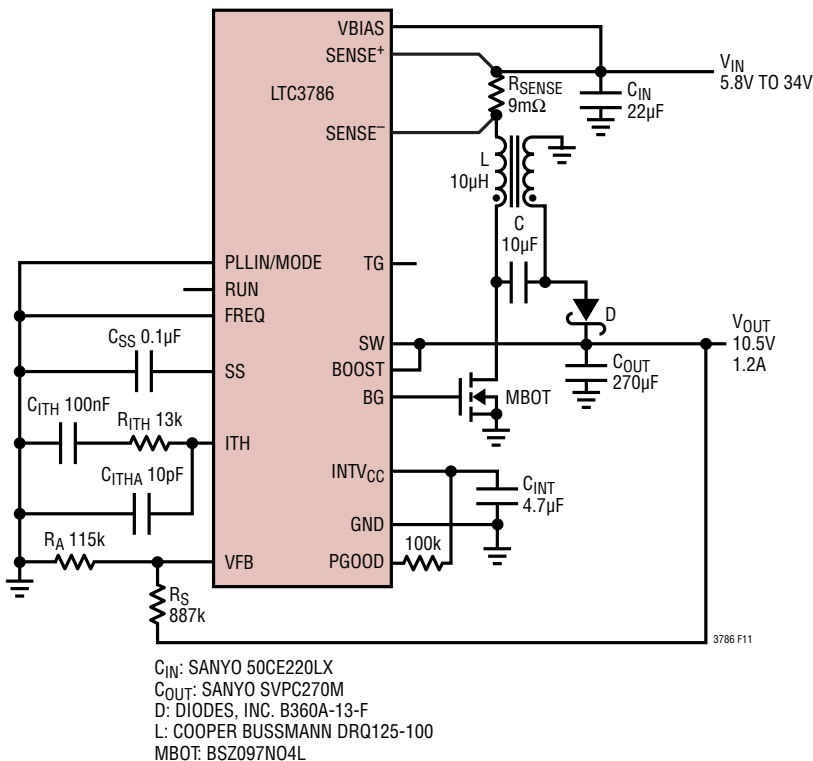 VBIAS
SENSE+
LTC3786
RSENSE
9mΩ
VIN
5.8V TO 34V
CIN
22µF
SENSE–
L
10µH
C
10µF
PLLIN/MODE
TG
RUN
FREQ
D
CSS 0.1µF
SW
VOUT
10.5V
1.2A
SS
BOOST
COUT
270µF
BG
MBOT
CITH 100nF
RITH 13k
ITH
CITHA 10pF
INTVCC
CINT
4.7µF
GND
RA 115k
VFB
PGOOD
100k
RS
887k
3786 F11
CIN: SANYO 50CE220LX
COUT: SANYO SVPC270M
D: DIODES, INC. B360A-13-F
L: COOPER BUSSMANN DRQ125-100
MBOT: BSZ097NO4L